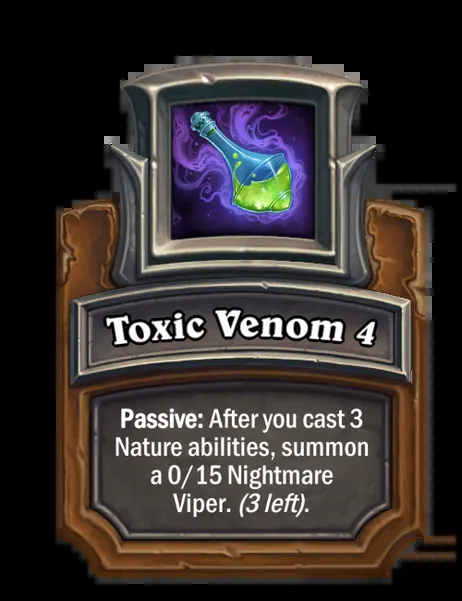 Toxic Venom 4
Passive: After you cast 3
Nature abilities, summon
a 0/15 Nightmare
Viper. (3 left).